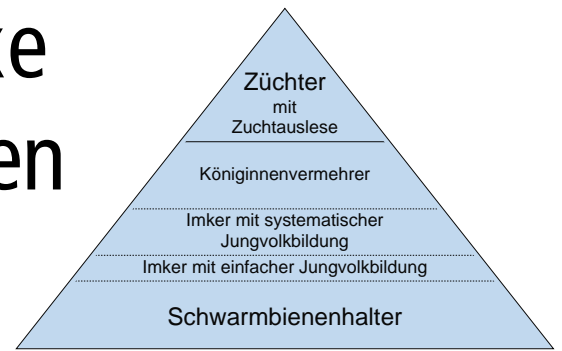 Züchter
mit
Zuchtauslese
Königinnenvermehrer
Imker mit systematischer
Jungvolkbildung
Imker mit einfacher Jungvolkbildung
Schwarmbienenhalter